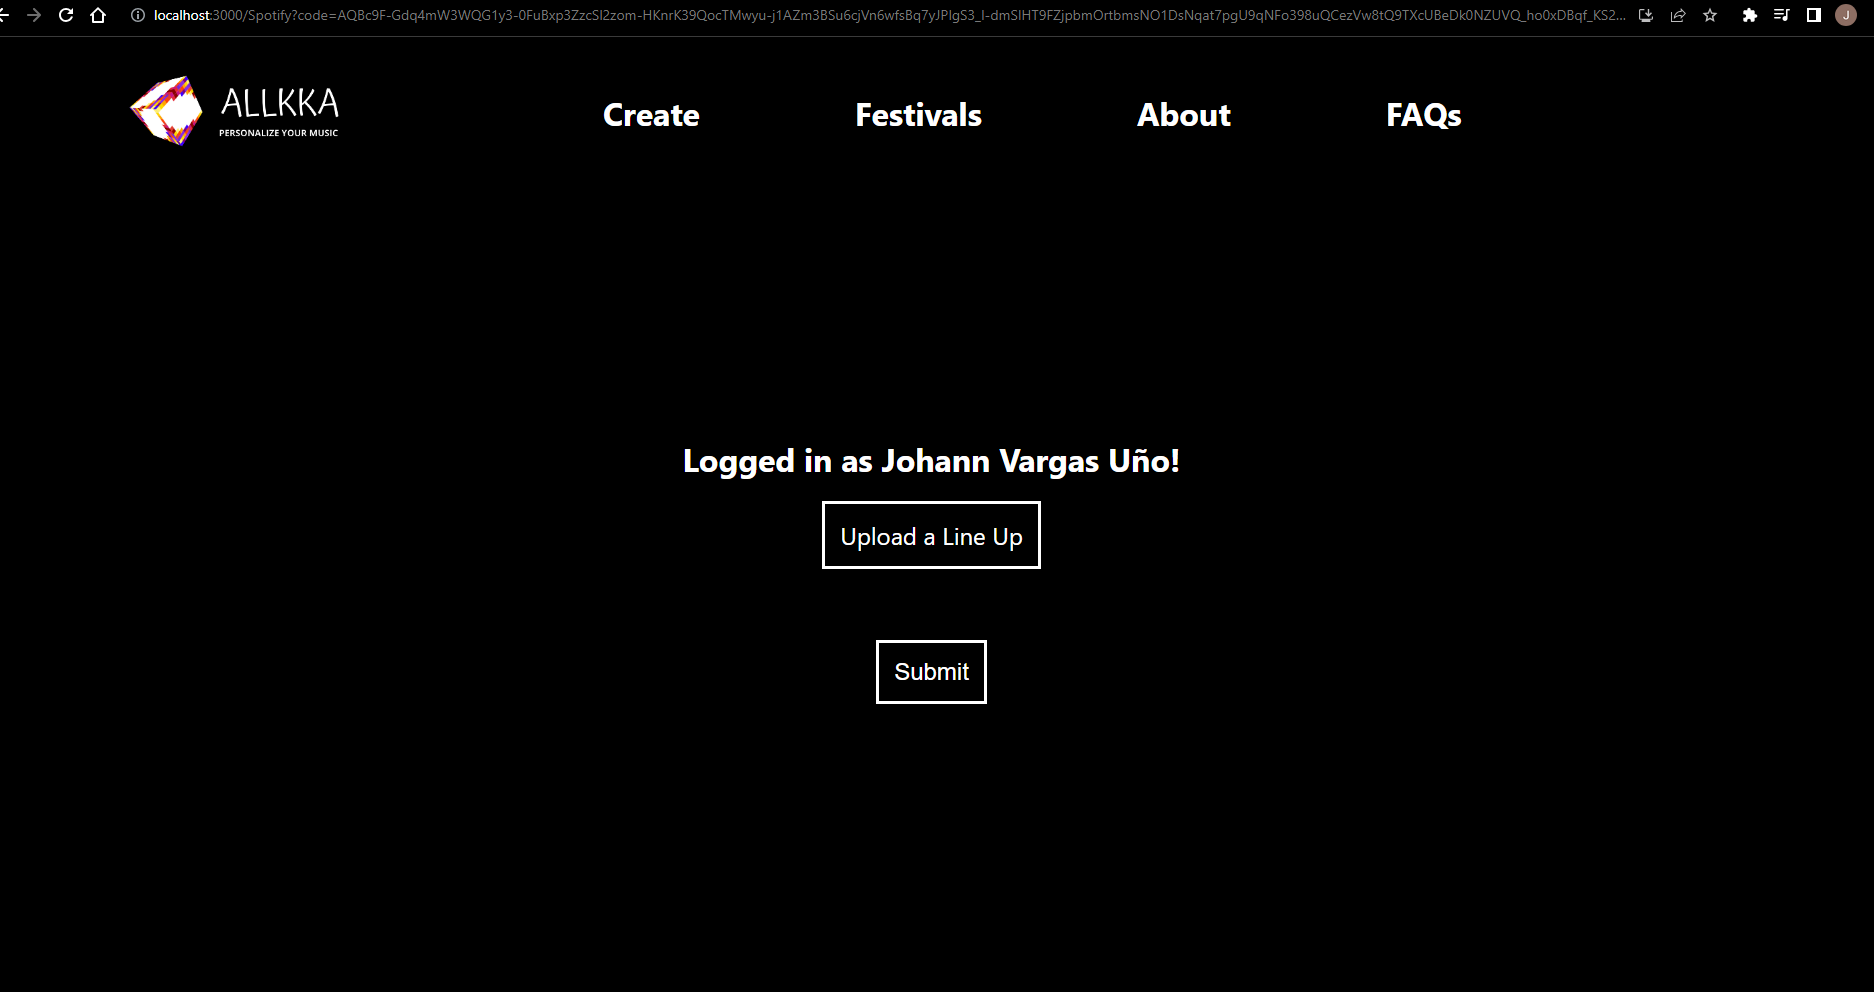 localhost:3000/Spotify?code=AQBc9F-Gdq4mW3WQG1y3-0FuBxp3ZzcSl2zom-HKnrK39QocTMwyu-j1AZm3BSu6cjVn6wfsBq7yJPIgS3_I-dmSIHT9FZjpbmOrtbmsNO1DsNqat7pgU9qNFo398uQCezVw8tQ9TXcUBeDk0NZUVQ_ho0xDBqf_KS2...
J
ALLKKA
PERSONALIZE YOUR MUSIC
Create
Festivals
About
FAQs
Logged in as Johann Vargas Uño!
Upload a Line Up
Submit